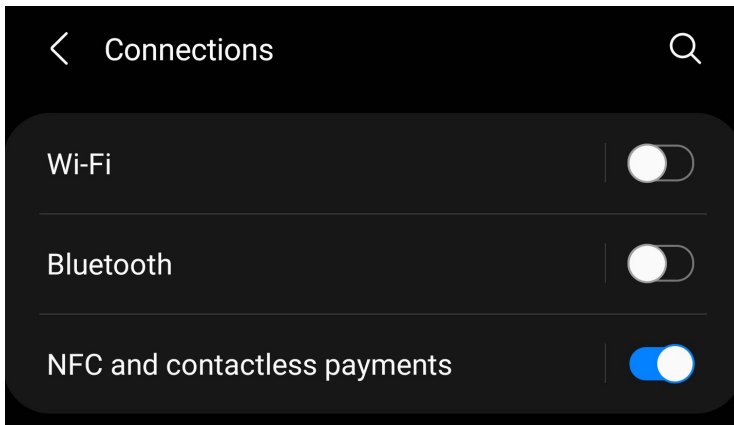 Connections
Wi-Fi
Bluetooth
NFC and contactless payments